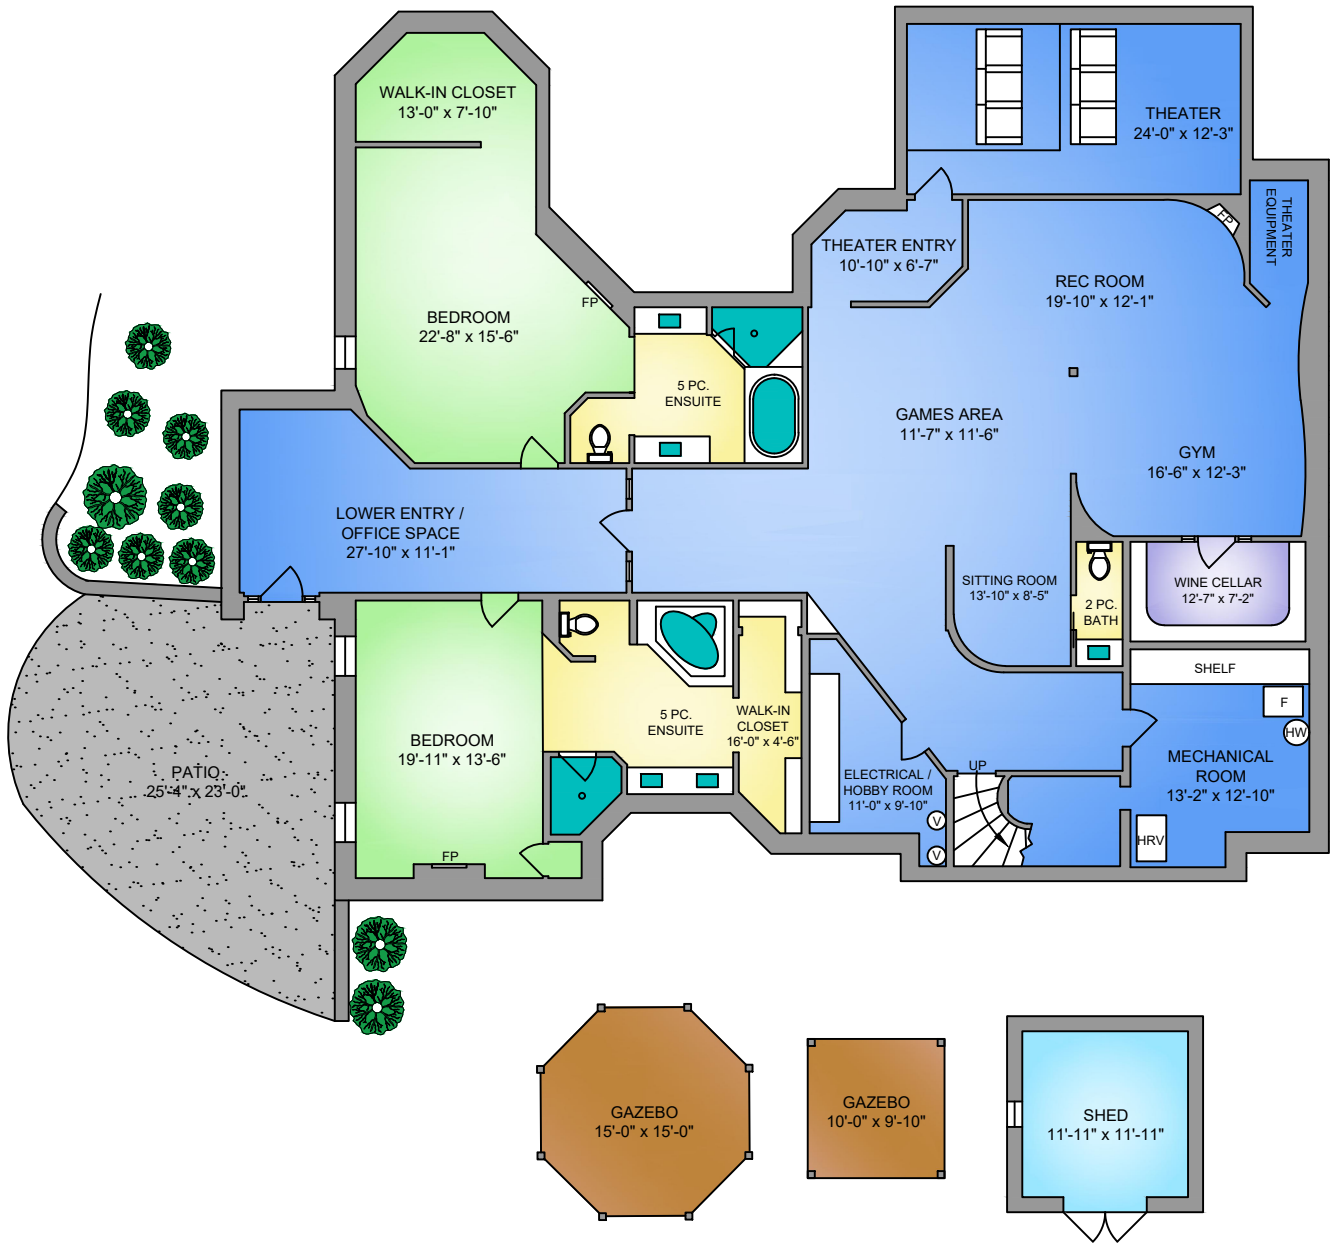 WALK-IN CLOSET
13'-0" x 7'-10"
THEATER
24'-0" x 12'-3"
THEATER
EQUIPMENT
FP
THEATER ENTRY
10'-10" x 6'-7"
REC ROOM
19'-10" x 12'-1"
FP
BEDROOM
22'-8" x 15'-6"
5 PC.
ENSUITE
GAMES AREA
11'-7" x 11'-6"
GYM
16'-6" x 12'-3"
LOWER ENTRY /
OFFICE SPACE
27'-10" x 11'-1"
SITTING ROOM
13'-10" x 8'-5"
2 PC.
BATH
WINE CELLAR
12'-7" x 7'-2"
SHELF
F
HW
BEDROOM
19'-11" x 13'-6"
5 PC.
ENSUITE
WALK-IN
CLOSET
16'-0" x 4'-6"
PATIO
25'-4" x 23'-0"
ELECTRICAL /
HOBBY ROOM
11'-0" x 9'-10"
UP
MECHANICAL
ROOM
13'-2" x 12'-10"
V
V
HRV
FP
GAZEBO
15'-0" x 15'-0"
GAZEBO
10'-0" x 9'-10"
SHED
11'-11" x 11'-11"